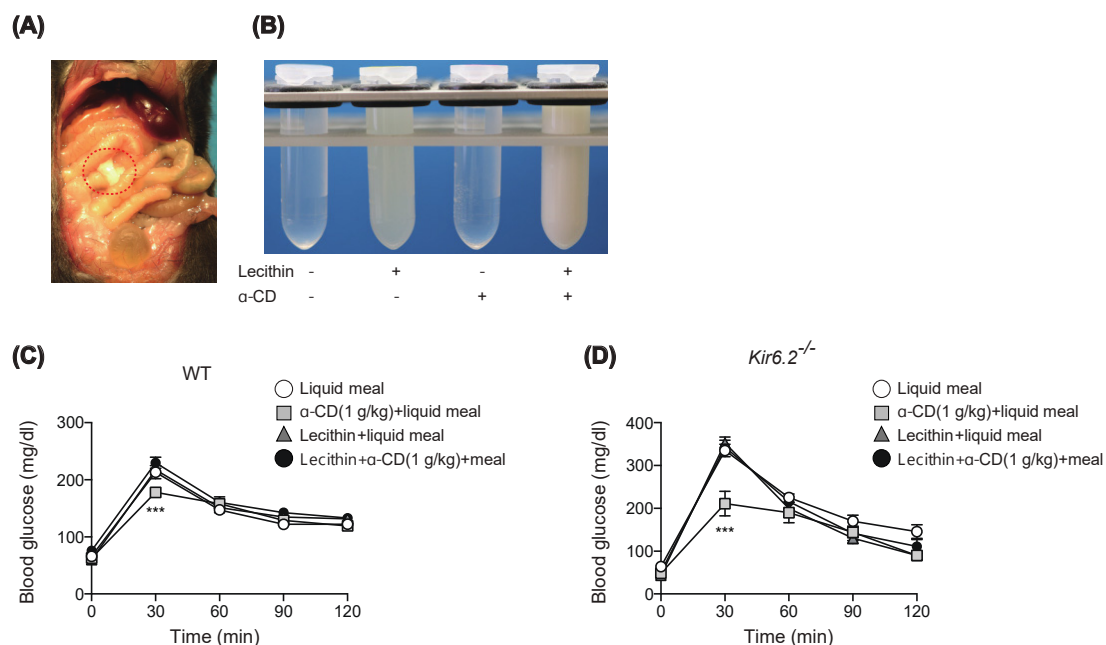 (A)
(B)
Lecithin - + - +
α-CD - - + +
(C)
WT
Liquid meal
α-CD(1 g/kg)+liquid meal
Lecithin+liquid meal
Lecithin+α-CD(1 g/kg)+meal
Blood glucose (mg/dl)
300
200
100
0
***
0 30 60 90 120
Time (min)
(D)
Kir6.2-/-
Liquid meal
α-CD(1 g/kg)+liquid meal
Lecithin+liquid meal
Lecithin+α-CD(1 g/kg)+meal
Blood glucose (mg/dl)
400
300
200
100
0
***
0 30 60 90 120
Time (min)